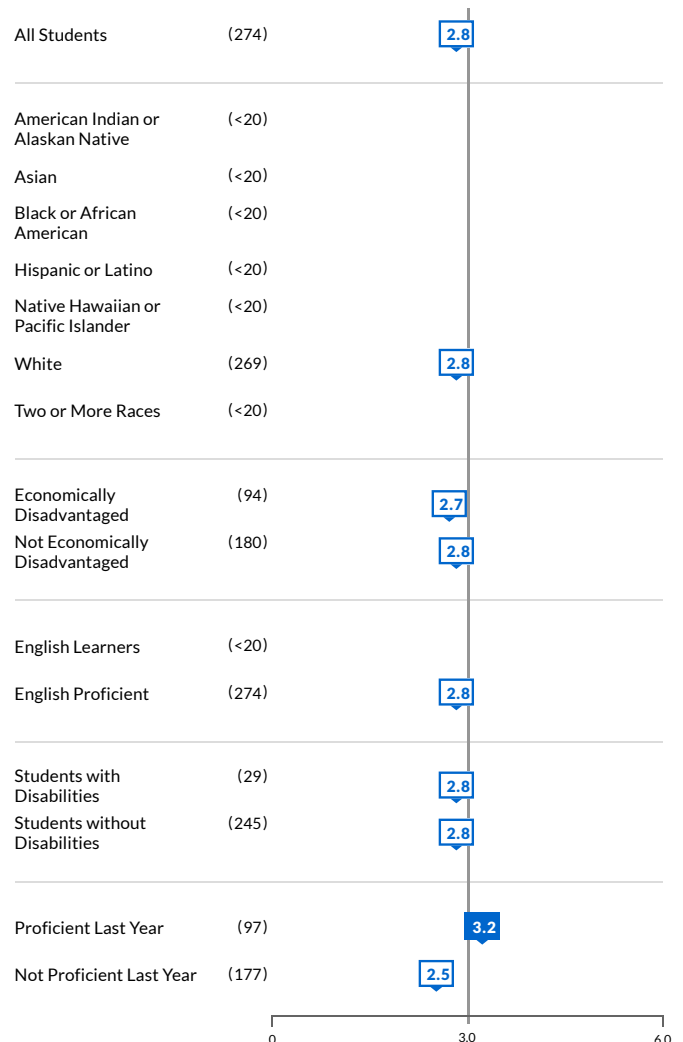 All Students (274) 2.8
American Indian or (<20)
Alaskan Native
Asian (<20)
Black or African (<20)
American
Hispanic or Latino (<20)
Native Hawaiian or (<20)
Pacific Islander
White (269) 2.8
Two or More Races (<20)
Economically (94) 2.7
Disadvantaged
Not Economically (180) 2.8
Disadvantaged
English Learners (<20)
English Proficient (274) 2.8
Students with (29) 2.8
Disabilities
Students without (245) 2.8
Disabilities
Proficient Last Year (97) 3.2
Not Proficient Last Year (177) 2.5
0 3.0 6.0